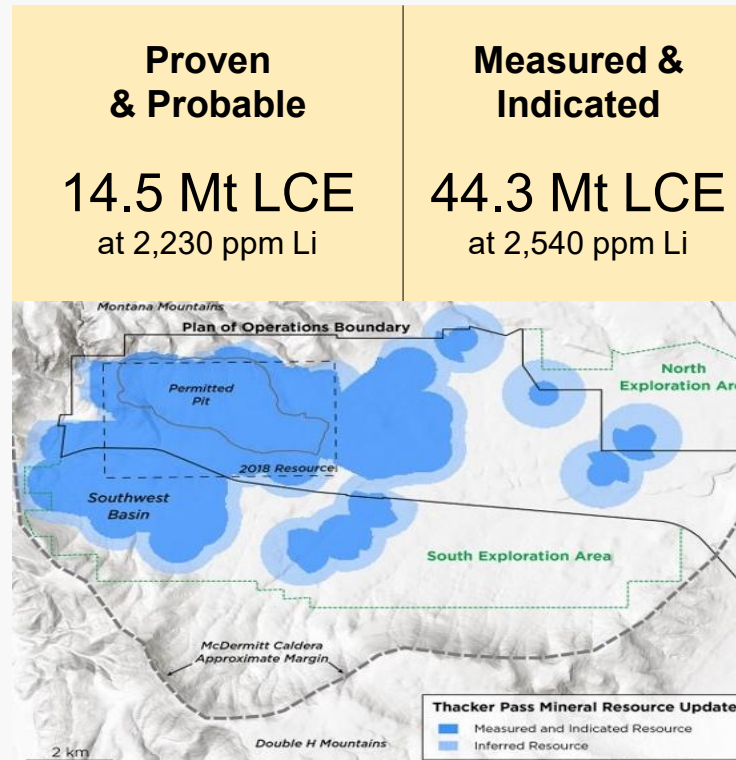 Proven
& Probable
14.5 Mt LCE
at 2,230 ppm Li
Measured &
Indicated
44.3 Mt LCE
at 2,540 ppm Li
Montana Mountains
Plan of Operations Boundary
North
Exploration Are
Permitted
Pit
2018 Resource
Southwest
Basin
South Exploration Area
McDermitt Caldera
Approximate Margin
Thacker Pass Mineral Resource Update
Measured and Indicated Resource
Inferred Resource
Double H Mountains
2 km